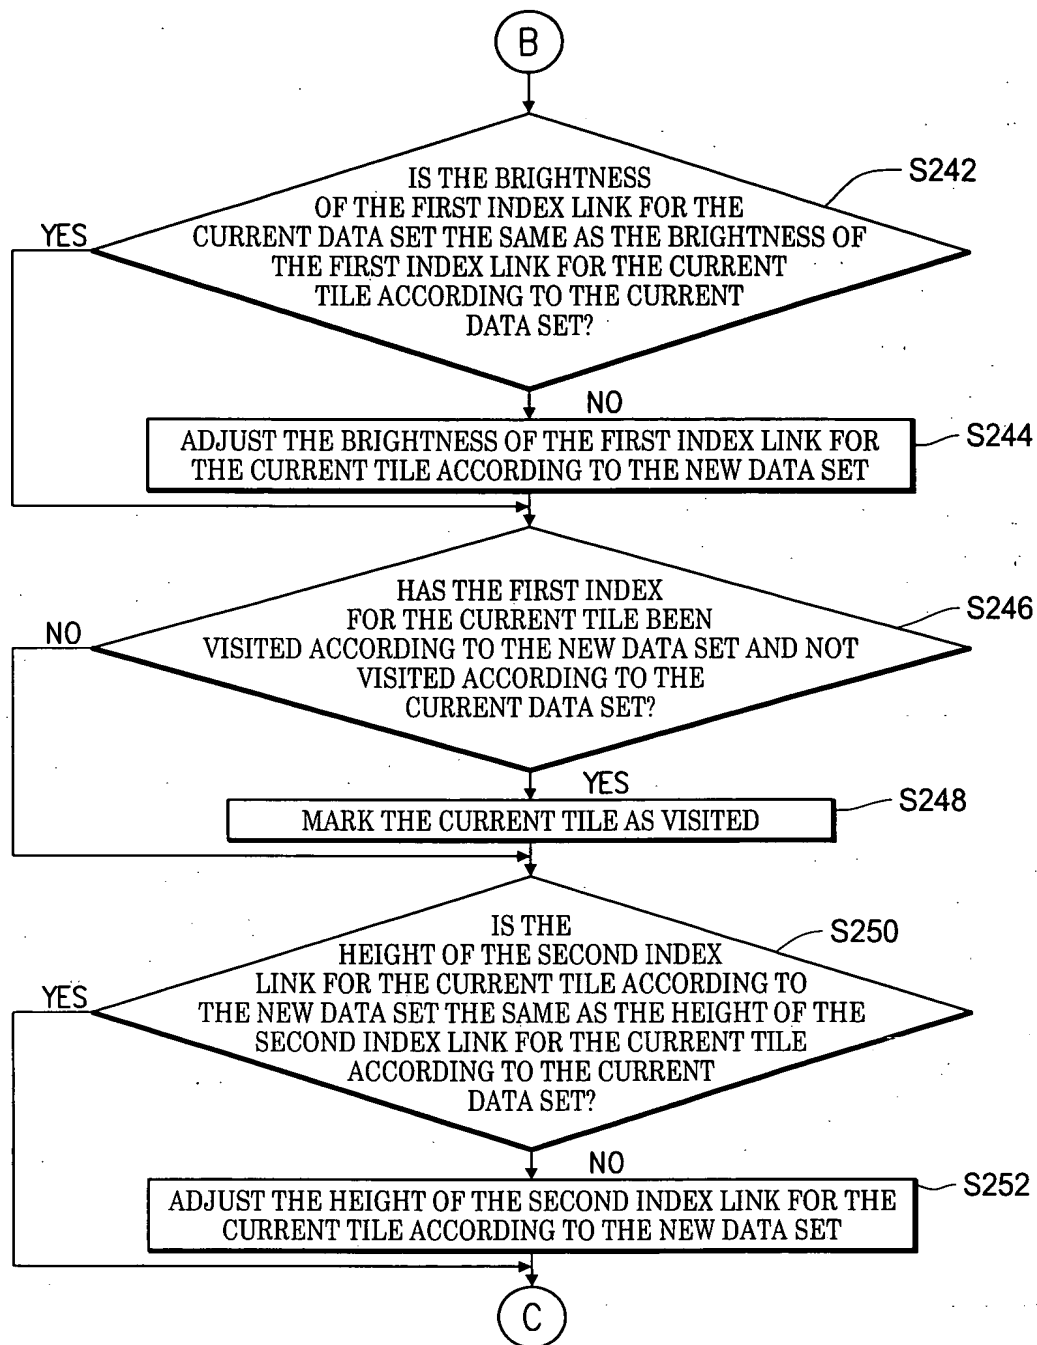 B
IS THE BRIGHTNESS
OF THE FIRST INDEX LINK FOR THE
CURRENT DATA SET THE SAME AS THE BRIGHTNESS OF
THE FIRST INDEX LINK FOR THE CURRENT
TILE ACCORDING TO THE CURRENT
DATA SET?
S242
YES
NO
ADJUST THE BRIGHTNESS OF THE FIRST INDEX LINK FOR
THE CURRENT TILE ACCORDING TO THE NEW DATA SET
S244
HAS THE FIRST INDEX
FOR THE CURRENT TILE BEEN
VISITED ACCORDING TO THE NEW DATA SET AND NOT
VISITED ACCORDING TO THE
CURRENT DATA SET?
S246
NO
YES
MARK THE CURRENT TILE AS VISITED
S248
IS THE
HEIGHT OF THE SECOND INDEX
LINK FOR THE CURRENT TILE ACCORDING TO
THE NEW DATA SET THE SAME AS THE HEIGHT OF THE
SECOND INDEX LINK FOR THE CURRENT TILE
ACCORDING TO THE CURRENT
DATA SET?
S250
YES
NO
ADJUST THE HEIGHT OF THE SECOND INDEX LINK FOR THE
CURRENT TILE ACCORDING TO THE NEW DATA SET
S252
C